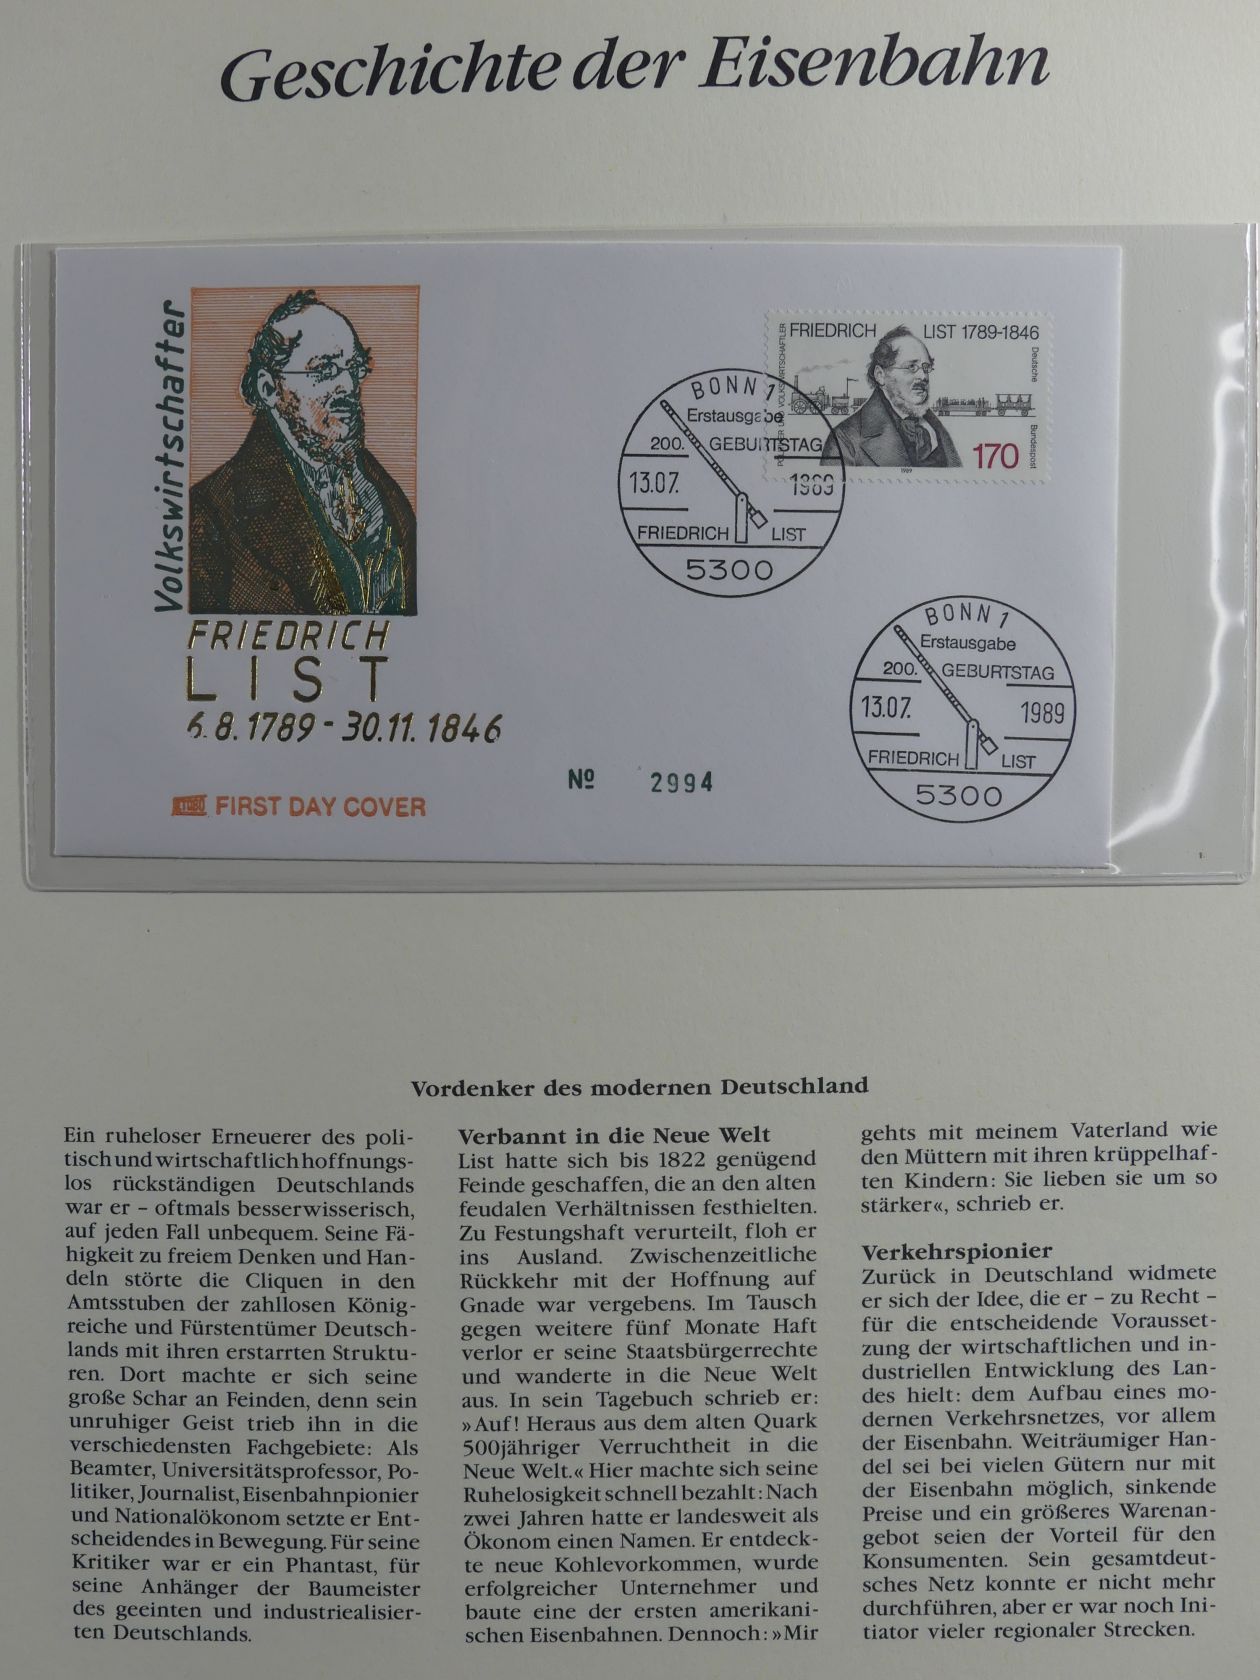 Geschichte der Eisenbahn
Volkswirtschafter
FRIEDRICH
LIST
6.8.1789 - 30.11.1846
FIRST DAY COVER
Nº 2994
FRIEDRICH LIST 1789-1846
POLITIKER UND VOLKSWIRTSCHAFTLER
Deutsche Bundespost
170
1989
BONN 1
Erstausgabe
200. GEBURTSTAG
13.07. 1989
FRIEDRICH LIST
5300
BONN 1
Erstausgabe
200. GEBURTSTAG
13.07. 1989
FRIEDRICH LIST
5300
Vordenker des modernen Deutschland
Ein ruheloser Erneuerer des poli-
tisch und wirtschaftlich hoffnungs-
los rückständigen Deutschlands
war er – oftmals besserwisserisch,
auf jeden Fall unbequem. Seine Fä-
higkeit zu freiem Denken und Han-
deln störte die Cliquen in den
Amtsstuben der zahllosen König-
reiche und Fürstentümer Deutsch-
lands mit ihren erstarrten Struktu-
ren. Dort machte er sich seine
große Schar an Feinden, denn sein
unruhiger Geist trieb ihn in die
verschiedensten Fachgebiete: Als
Beamter, Universitätsprofessor, Po-
litiker, Journalist, Eisenbahnpionier
und Nationalökonom setzte er Ent-
scheidendes in Bewegung. Für seine
Kritiker war er ein Phantast, für
seine Anhänger der Baumeister
des geeinten und industriealisier-
ten Deutschlands.
Verbannt in die Neue Welt
List hatte sich bis 1822 genügend
Feinde geschaffen, die an den alten
feudalen Verhältnissen festhielten.
Zu Festungshaft verurteilt, floh er
ins Ausland. Zwischenzeitliche
Rückkehr mit der Hoffnung auf
Gnade war vergebens. Im Tausch
gegen weitere fünf Monate Haft
verlor er seine Staatsbürgerrechte
und wanderte in die Neue Welt
aus. In sein Tagebuch schrieb er:
»Auf! Heraus aus dem alten Quark
500jähriger Verruchtheit in die
Neue Welt.« Hier machte sich seine
Ruhelosigkeit schnell bezahlt: Nach
zwei Jahren hatte er landesweit als
Ökonom einen Namen. Er entdeck-
te neue Kohlevorkommen, wurde
erfolgreicher Unternehmer und
baute eine der ersten amerikani-
schen Eisenbahnen. Dennoch: »Mir
gehts mit meinem Vaterland wie
den Müttern mit ihren krüppelhaf-
ten Kindern: Sie lieben sie um so
stärker«, schrieb er.
Verkehrspionier
Zurück in Deutschland widmete
er sich der Idee, die er – zu Recht –
für die entscheidende Vorausset-
zung der wirtschaftlichen und in-
dustriellen Entwicklung des Lan-
des hielt: dem Aufbau eines mo-
dernen Verkehrsnetzes, vor allem
der Eisenbahn. Weiträumiger Han-
del sei bei vielen Gütern nur mit
der Eisenbahn möglich, sinkende
Preise und ein größeres Warenan-
gebot seien der Vorteil für den
Konsumenten. Sein gesamtdeut-
sches Netz konnte er nicht mehr
durchführen, aber er war noch Ini-
tiator vieler regionaler Strecken.